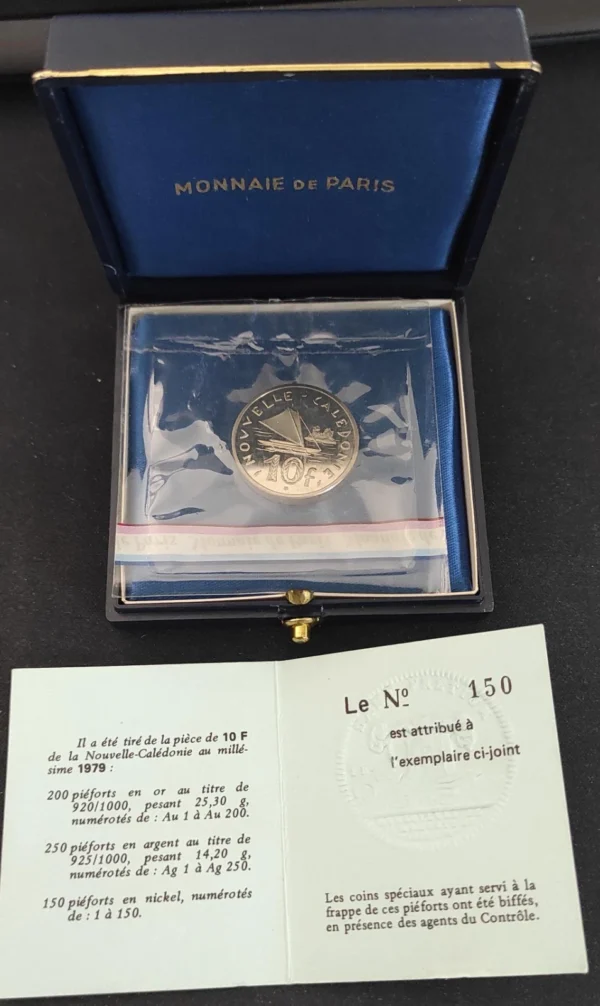 MONNAIE DE PARIS
NOUVELLE - CALEDONIE
10f.
Monnaie de Paris
Il a été tiré de la pièce de 10 F
de la Nouvelle-Calédonie au millé-
sime 1979 :
200 piéforts en or au titre de
920/1000, pesant 25,30 g,
numérotés de : Au 1 à Au 200.
250 piéforts en argent au titre de
925/1000, pesant 14,20 g,
numérotés de : Ag 1 à Ag 250.
150 piéforts en nickel, numérotés
de : 1 à 150.
Le Nº 150
est attribué à
l'exemplaire ci-joint
Les coins spéciaux ayant servi à la
frappe de ces piéforts ont été biffés,
en présence des agents du Contrôle.